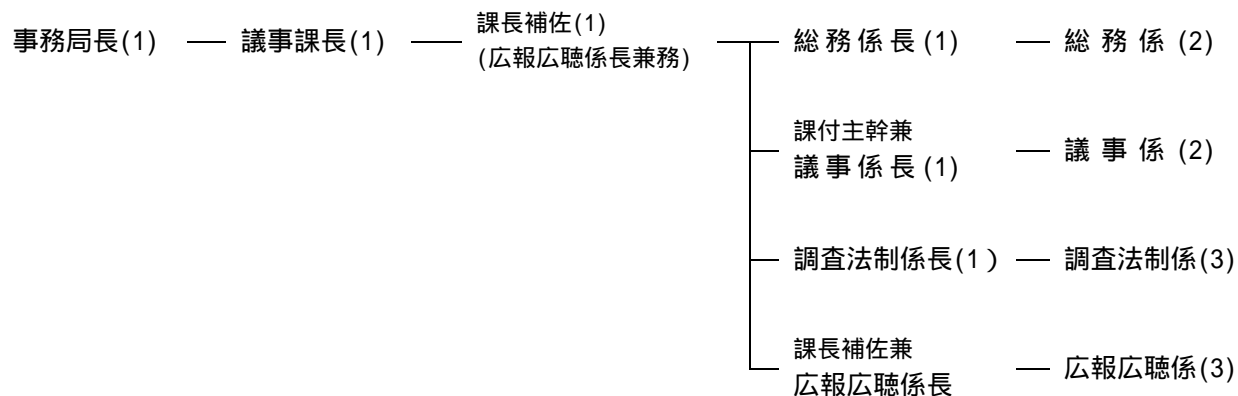 事務局長(1)
議事課長(1)
課長補佐(1)
(広報広聴係長兼務)
総務係長(1)
総務係(2)
課付主幹兼
議事係長(1)
議事係(2)
調査法制係長(1)
調査法制係(3)
課長補佐兼
広報広聴係長
広報広聴係(3)